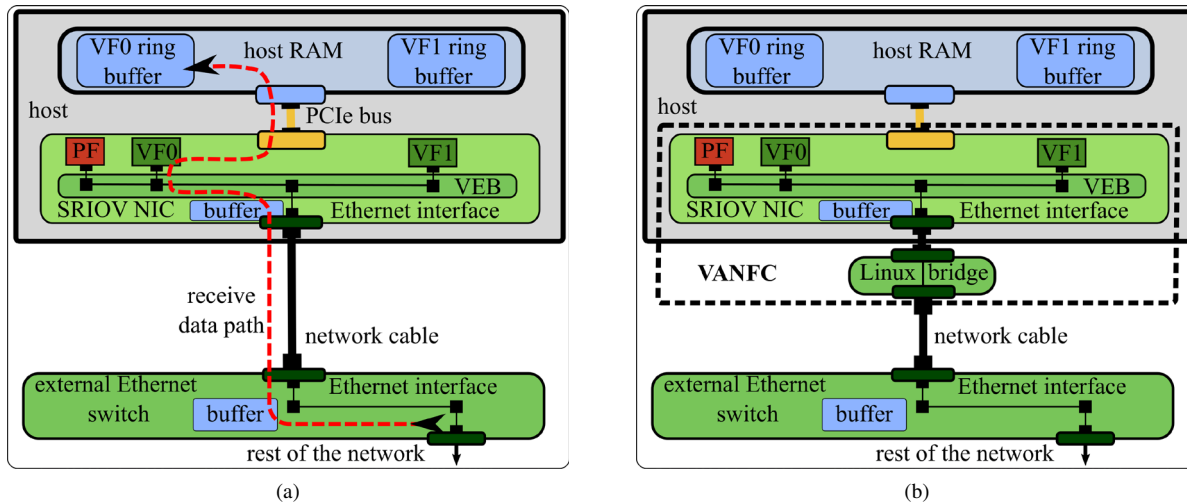 VF0 ring
buffer
host RAM
VF1 ring
buffer
host
PCIe bus
PF
VF0
VF1
VEB
SRIOV NIC
buffer
Ethernet interface
receive
data path
network cable
external Ethernet
switch
Ethernet interface
buffer
rest of the network
(a)
VF0 ring
buffer
host RAM
VF1 ring
buffer
host
PF
VF0
VF1
VEB
SRIOV NIC
buffer
Ethernet interface
VANFC
Linux bridge
network cable
external Ethernet
switch
Ethernet interface
buffer
rest of the network
(b)